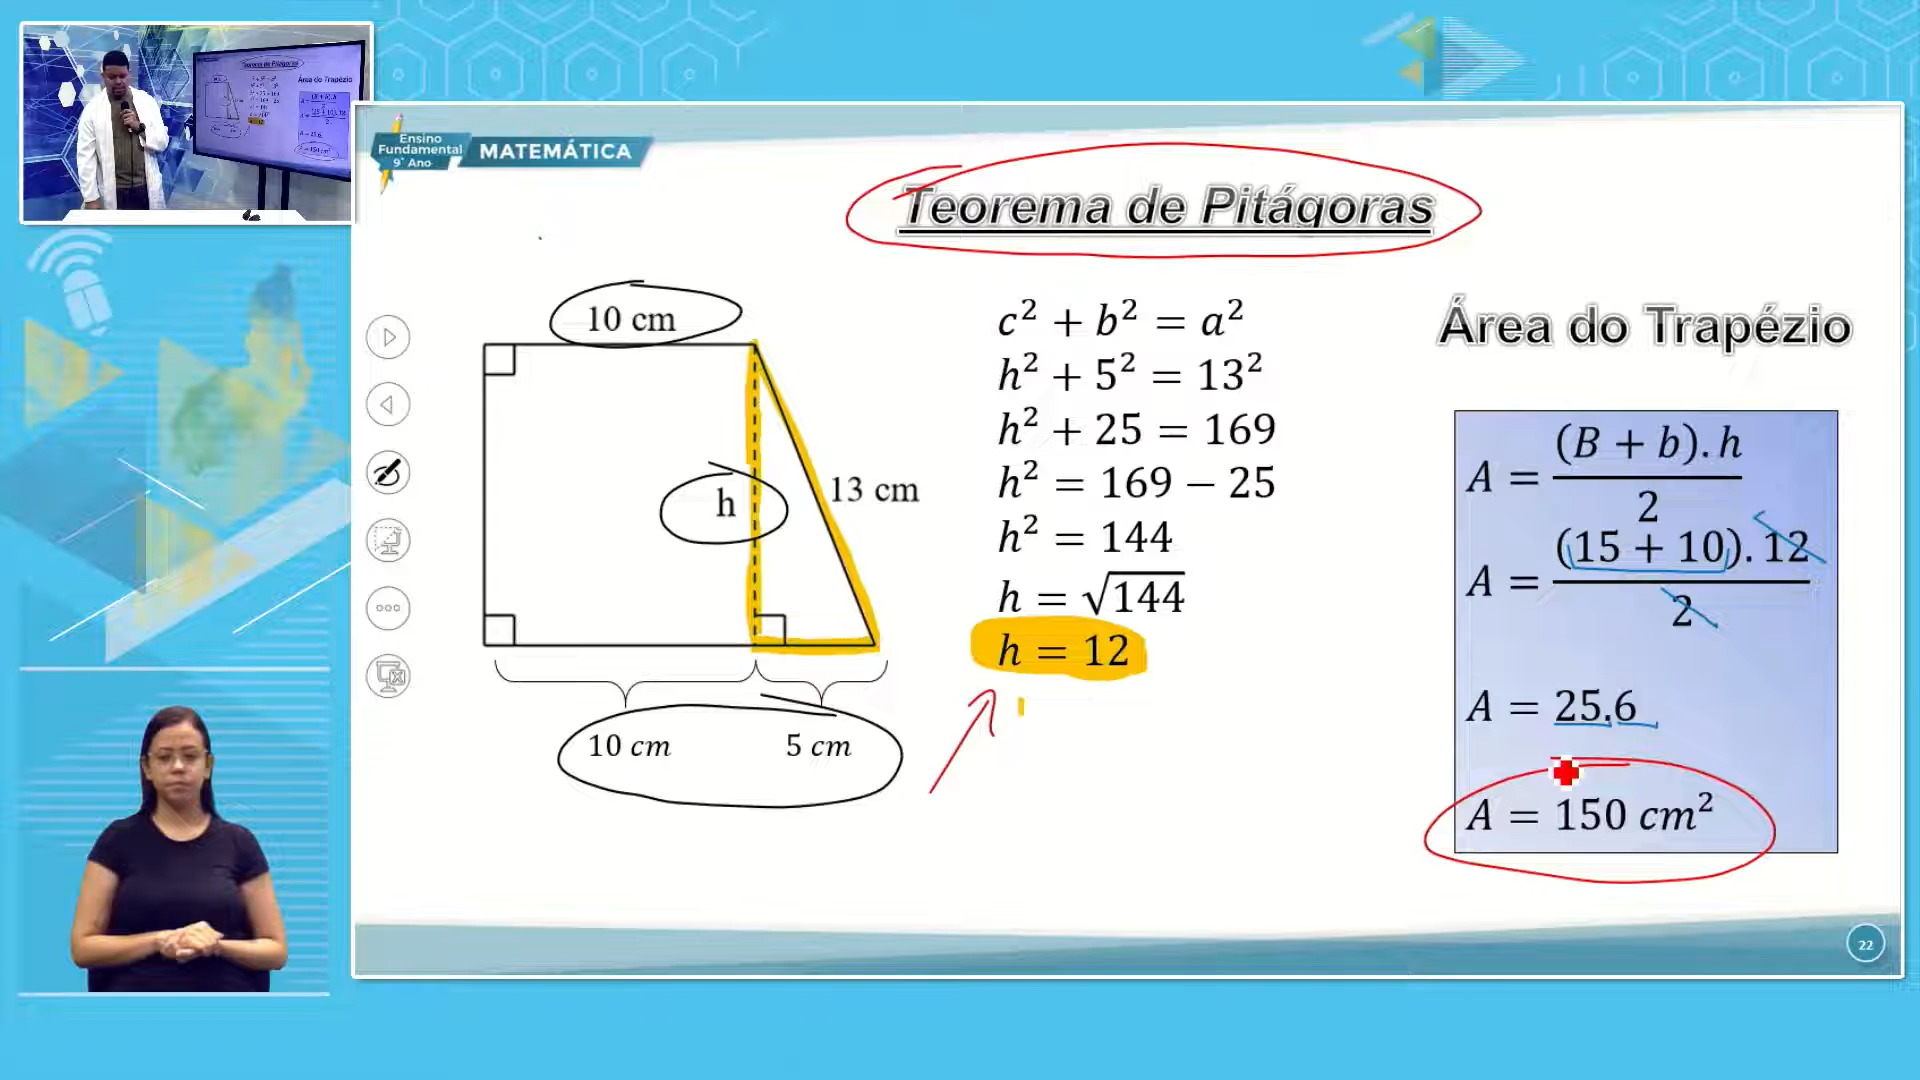 Ensino
Fundamental
9° Ano
MATEMÁTICA
Teorema de Pitágoras
10 cm
h
13 cm
10 cm
5 cm
c² + b² = a²
h² + 5² = 13²
h² + 25 = 169
h² = 169 − 25
h² = 144
h = √144
h = 12
Área do Trapézio
A = (B + b). h / 2
A = (15 + 10). 12 / 2
A = 25.6
A = 150 cm²
22